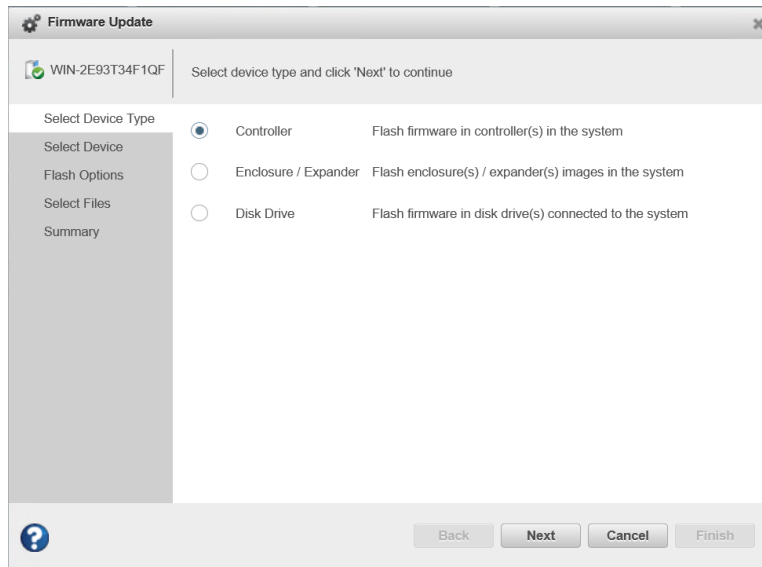 Firmware Update
WIN-2E93T34F1QF
Select device type and click 'Next' to continue
Select Device Type
Select Device
Flash Options
Select Files
Summary
Controller Flash firmware in controller(s) in the system
Enclosure / Expander Flash enclosure(s) / expander(s) images in the system
Disk Drive Flash firmware in disk drive(s) connected to the system
? Back Next Cancel Finish